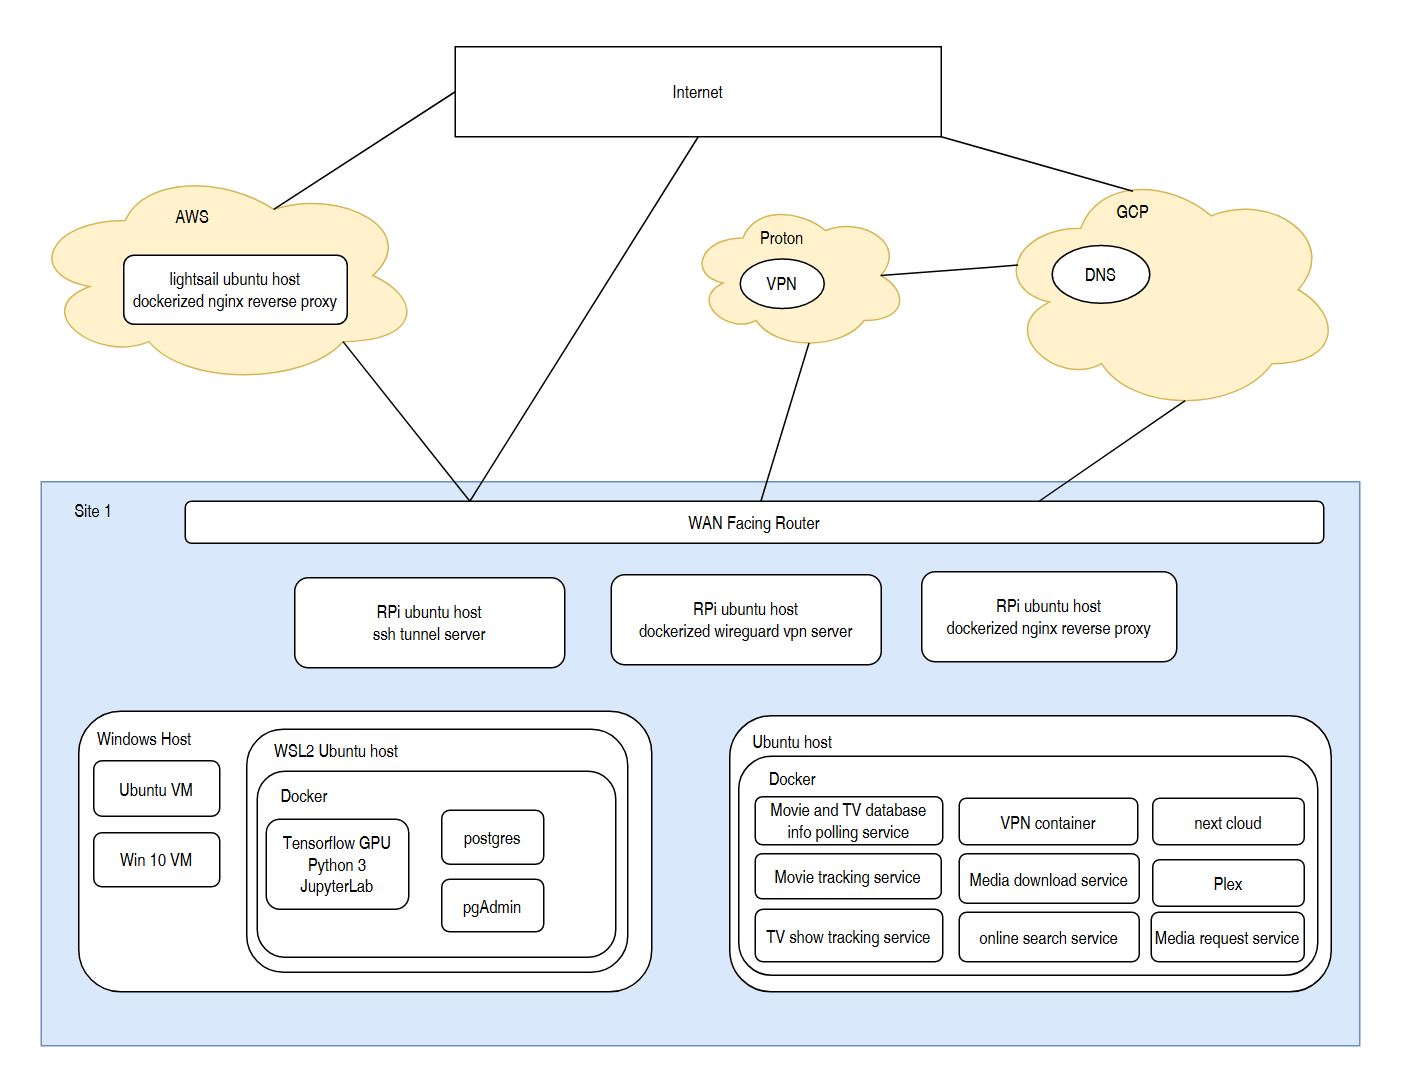 Internet
AWS
lightsail ubuntu host
dockerized nginx reverse proxy
Proton
VPN
GCP
DNS
Site 1
WAN Facing Router
RPi ubuntu host
ssh tunnel server
RPi ubuntu host
dockerized wireguard vpn server
RPi ubuntu host
dockerized nginx reverse proxy
Windows Host
Ubuntu VM
Win 10 VM
WSL2 Ubuntu host
Docker
Tensorflow GPU
Python 3
JupyterLab
postgres
pgAdmin
Ubuntu host
Docker
Movie and TV database
info polling service
VPN container
next cloud
Movie tracking service
Media download service
Plex
TV show tracking service
online search service
Media request service